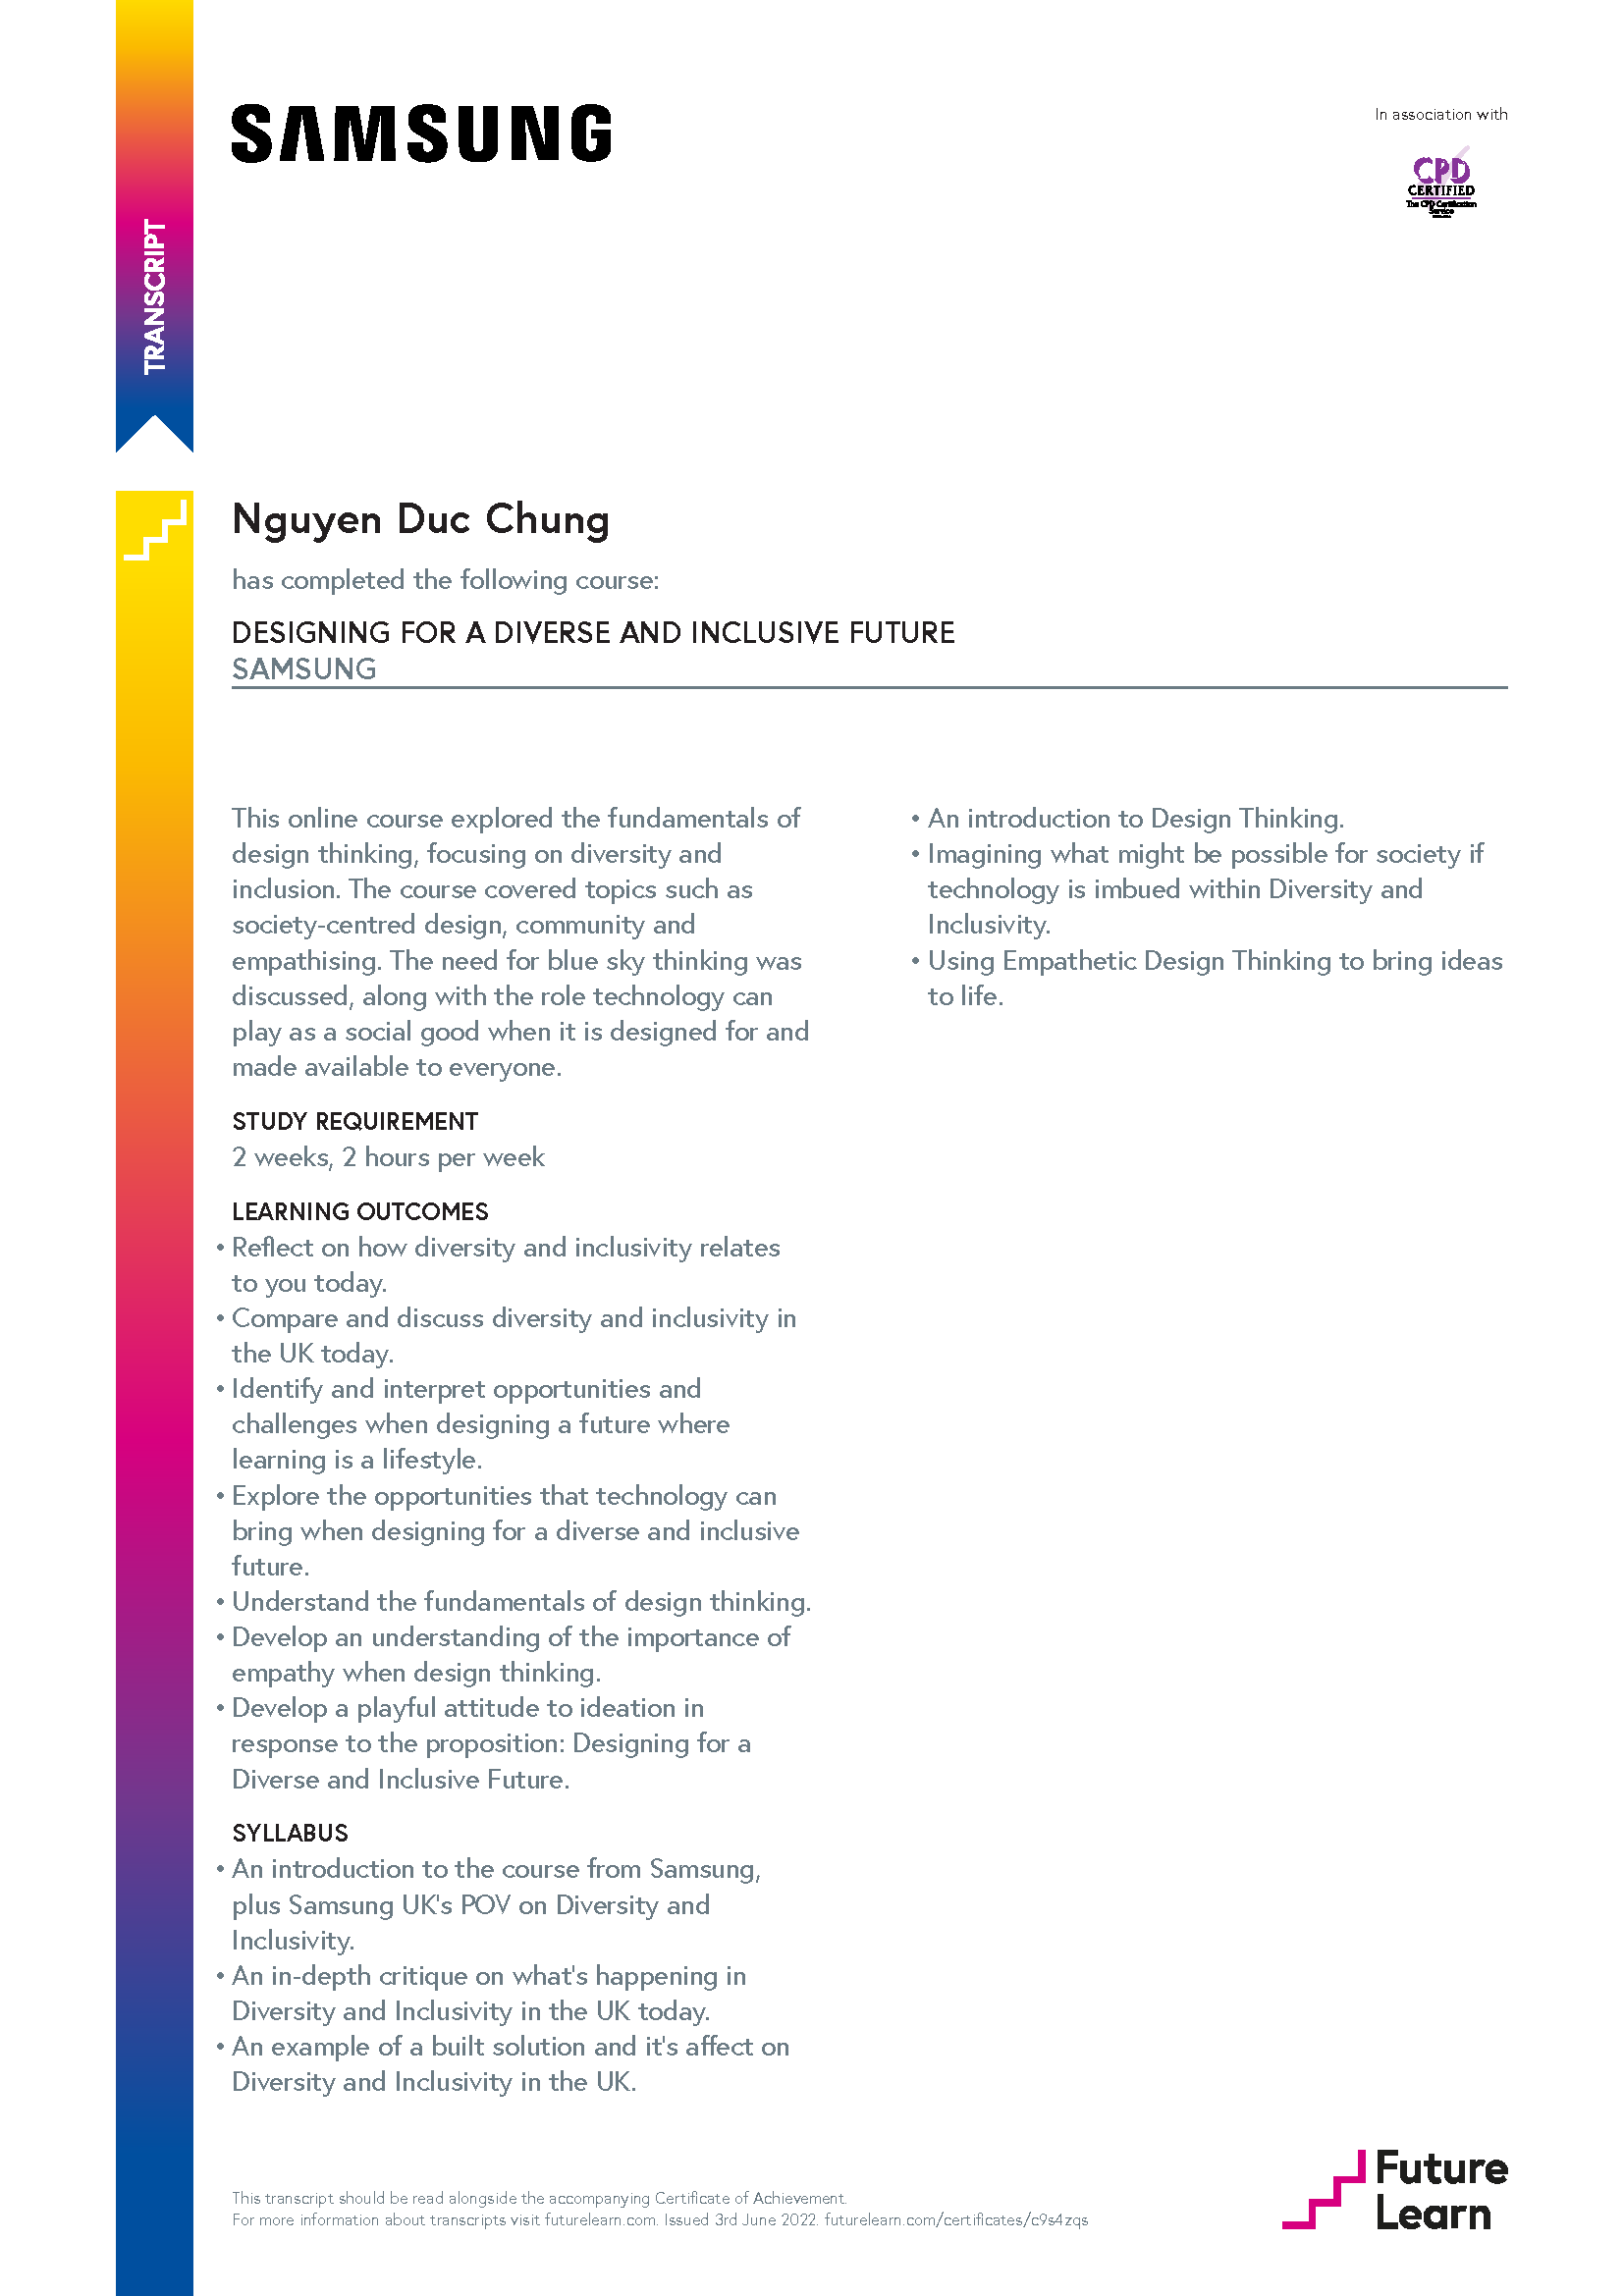 SAMSUNG
In association with
CPD
CERTIFIED
The CPD Certification
Service
TRANSCRIPT
Nguyen Duc Chung
has completed the following course:
DESIGNING FOR A DIVERSE AND INCLUSIVE FUTURE
SAMSUNG
This online course explored the fundamentals of
design thinking, focusing on diversity and
inclusion. The course covered topics such as
society-centred design, community and
empathising. The need for blue sky thinking was
discussed, along with the role technology can
play as a social good when it is designed for and
made available to everyone.
STUDY REQUIREMENT
2 weeks, 2 hours per week
LEARNING OUTCOMES
• Reflect on how diversity and inclusivity relates
to you today.
• Compare and discuss diversity and inclusivity in
the UK today.
• Identify and interpret opportunities and
challenges when designing a future where
learning is a lifestyle.
• Explore the opportunities that technology can
bring when designing for a diverse and inclusive
future.
• Understand the fundamentals of design thinking.
• Develop an understanding of the importance of
empathy when design thinking.
• Develop a playful attitude to ideation in
response to the proposition: Designing for a
Diverse and Inclusive Future.
SYLLABUS
• An introduction to the course from Samsung,
plus Samsung UK's POV on Diversity and
Inclusivity.
• An in-depth critique on what's happening in
Diversity and Inclusivity in the UK today.
• An example of a built solution and it's affect on
Diversity and Inclusivity in the UK.
• An introduction to Design Thinking.
• Imagining what might be possible for society if
technology is imbued within Diversity and
Inclusivity.
• Using Empathetic Design Thinking to bring ideas
to life.
This transcript should be read alongside the accompanying Certificate of Achievement.
For more information about transcripts visit futurelearn.com. Issued 3rd June 2022. futurelearn.com/certificates/c9s4zqs
Future
Learn